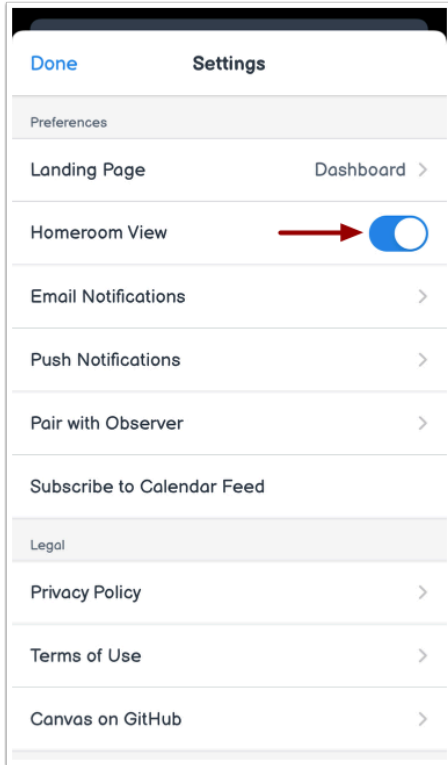 Done Settings
Preferences
Landing Page Dashboard
Homeroom View
Email Notifications
Push Notifications
Pair with Observer
Subscribe to Calendar Feed
Legal
Privacy Policy
Terms of Use
Canvas on GitHub